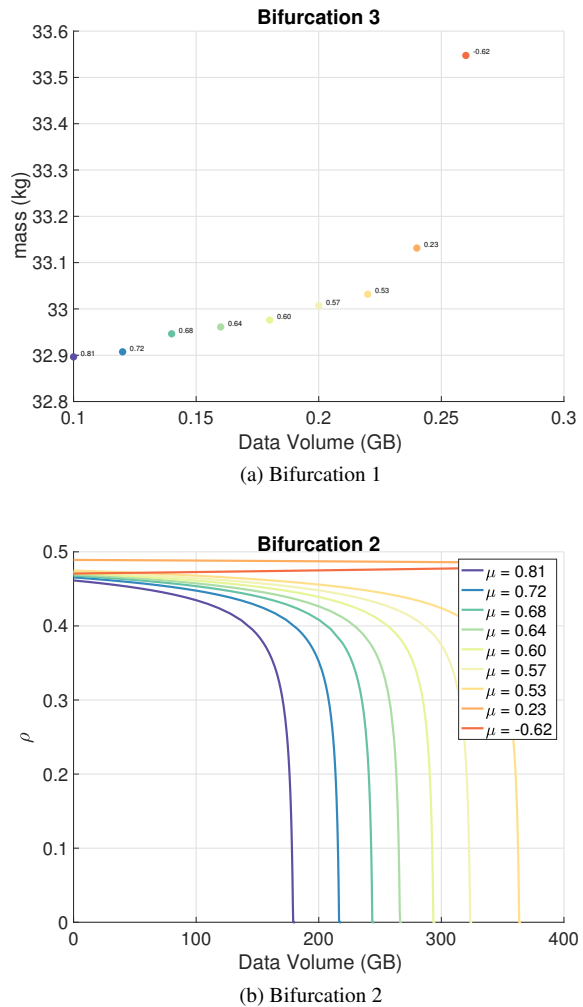 Bifurcation 3
33.6
33.5
33.4
33.3
33.2
33.1
33
32.9
32.8
mass (kg)
-0.62
0.23
0.53
0.57
0.60
0.64
0.68
0.72
0.81
0.1 0.15 0.2 0.25 0.3
Data Volume (GB)
(a) Bifurcation 1
Bifurcation 2
0.5
0.4
0.3
0.2
0.1
0
ρ
μ = 0.81
μ = 0.72
μ = 0.68
μ = 0.64
μ = 0.60
μ = 0.57
μ = 0.53
μ = 0.23
μ = -0.62
0 100 200 300 400
Data Volume (GB)
(b) Bifurcation 2